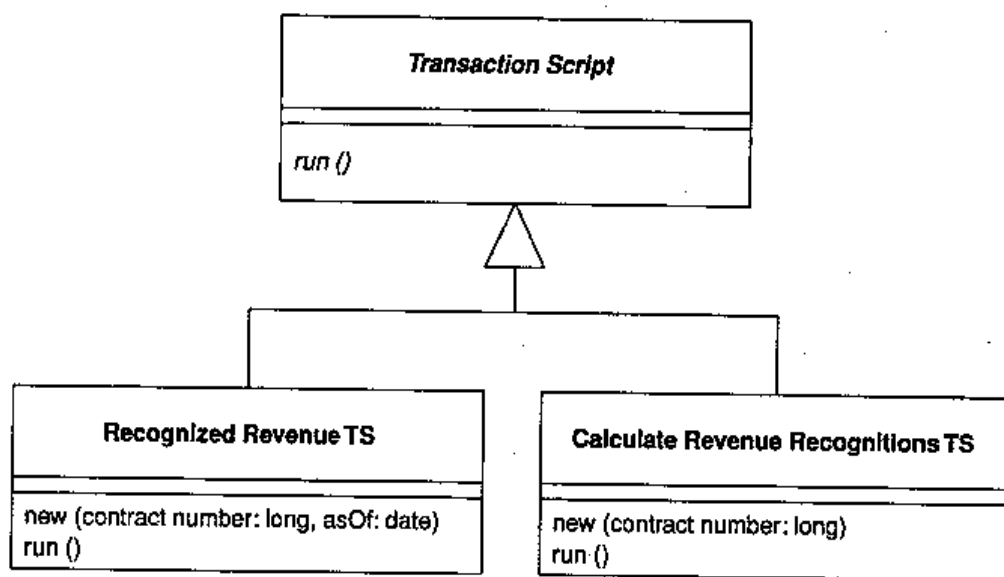 Transaction Script
run ()
Recognized Revenue TS
new (contract number: long, asOf: date)
run ()
Calculate Revenue Recognitions TS
new (contract number: long)
run ()